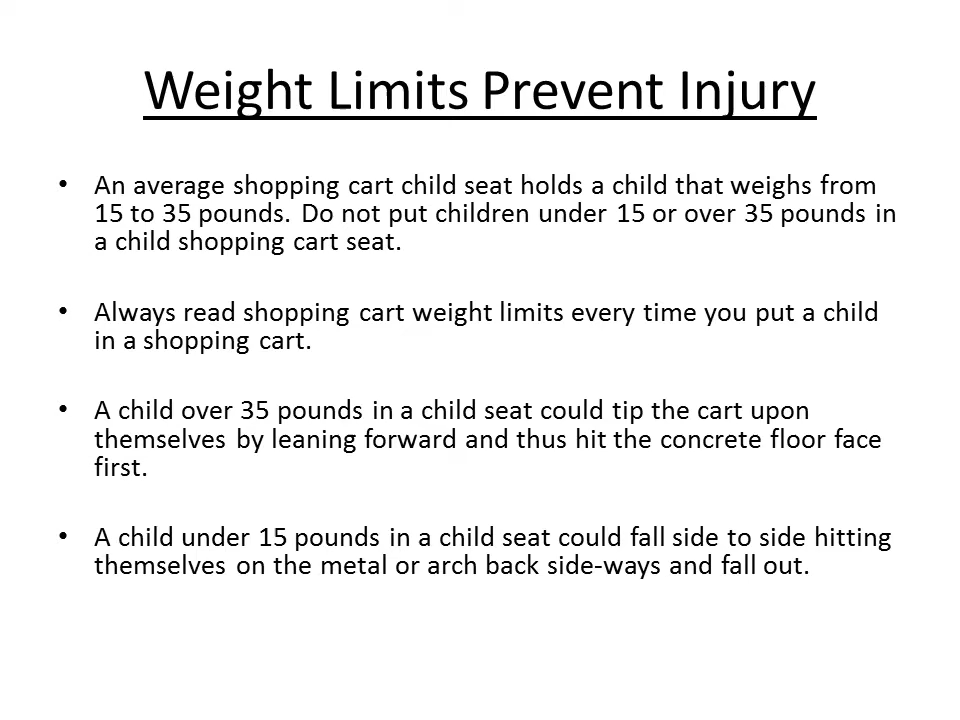 Weight Limits Prevent Injury
• An average shopping cart child seat holds a child that weighs from
15 to 35 pounds. Do not put children under 15 or over 35 pounds in
a child shopping cart seat.
• Always read shopping cart weight limits every time you put a child
in a shopping cart.
• A child over 35 pounds in a child seat could tip the cart upon
themselves by leaning forward and thus hit the concrete floor face
first.
• A child under 15 pounds in a child seat could fall side to side hitting
themselves on the metal or arch back side-ways and fall out.